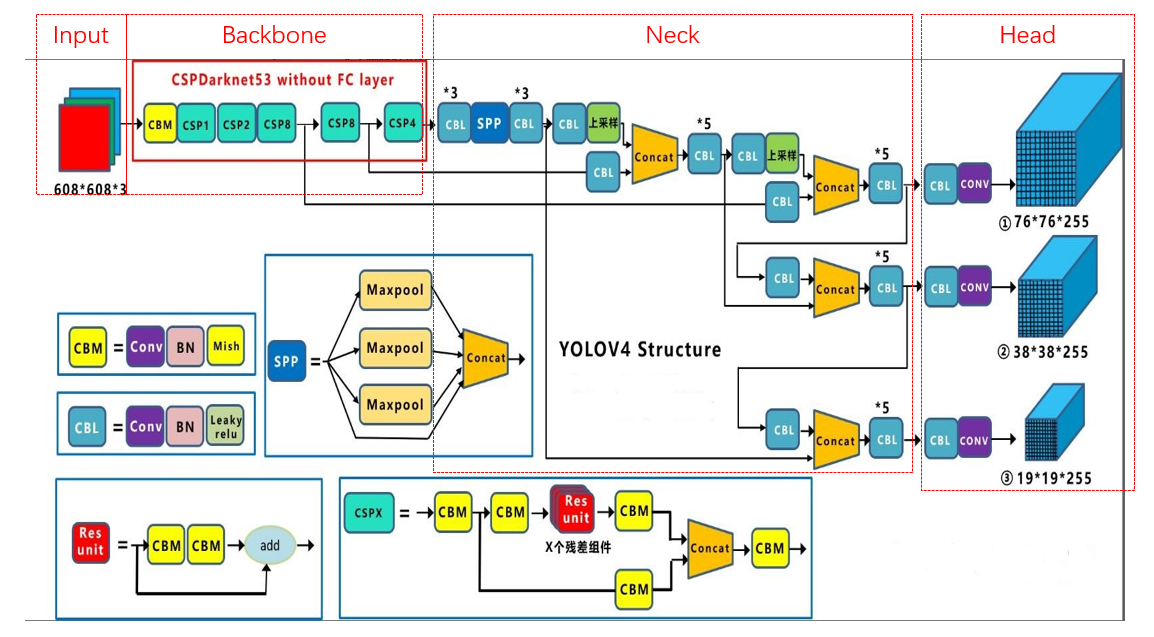 Input
Backbone
Neck
Head
CSPDarknet53 without FC layer
CBM CSP1 CSP2 CSP8 CSP8 CSP4
*3
*3
CBL SPP CBL CBL 上采样
CBL
Concat
*5
CBL CBL 上采样
CBL
Concat
*5
CBL CBL CONV
608*608*3
①76*76*255
CBL
Concat
*5
CBL CBL CONV
②38*38*255
CBL
Concat
*5
CBL CBL CONV
③19*19*255
YOLOV4 Structure
CBM = Conv BN Mish
CBL = Conv BN Leaky
relu
SPP =
Maxpool
Maxpool
Maxpool
Concat
Res
unit
=
CBM CBM add
CSPX = CBM CBM Res
unit
CBM
X个残差组件
CBM
Concat
CBM